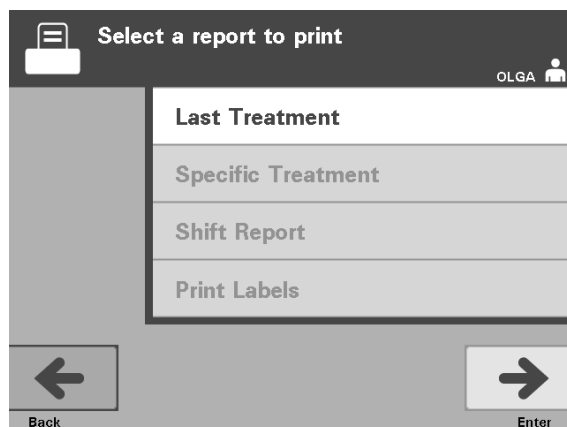 Select a report to print
OLGA
Last Treatment
Specific Treatment
Shift Report
Print Labels
Back
Enter